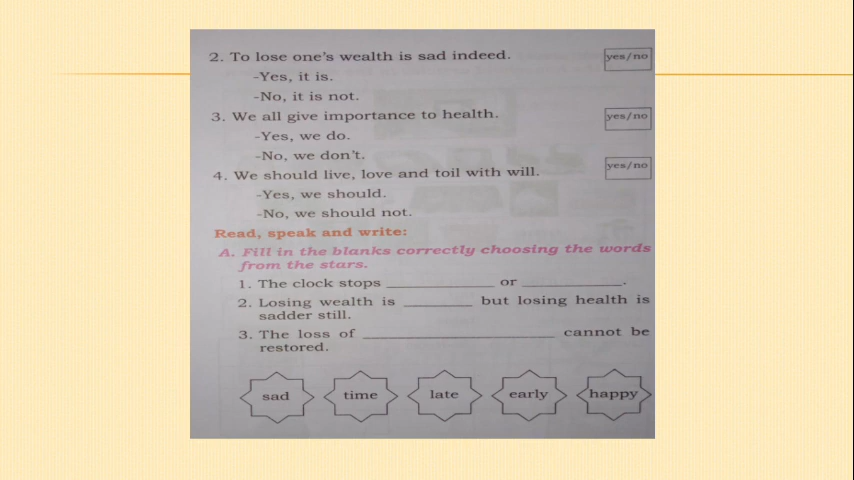 2. To lose one's wealth is sad indeed. yes/no
-Yes, it is.
-No, it is not.
3. We all give importance to health. yes/no
-Yes, we do.
-No, we don't.
4. We should live, love and toil with will. yes/no
-Yes, we should.
-No, we should not.
Read, speak and write:
A. Fill in the blanks correctly choosing the words
from the stars.
1. The clock stops ____________ or ___________.
2. Losing wealth is ________ but losing health is
sadder still.
3. The loss of ______________________ cannot be
restored.
sad time late early happy